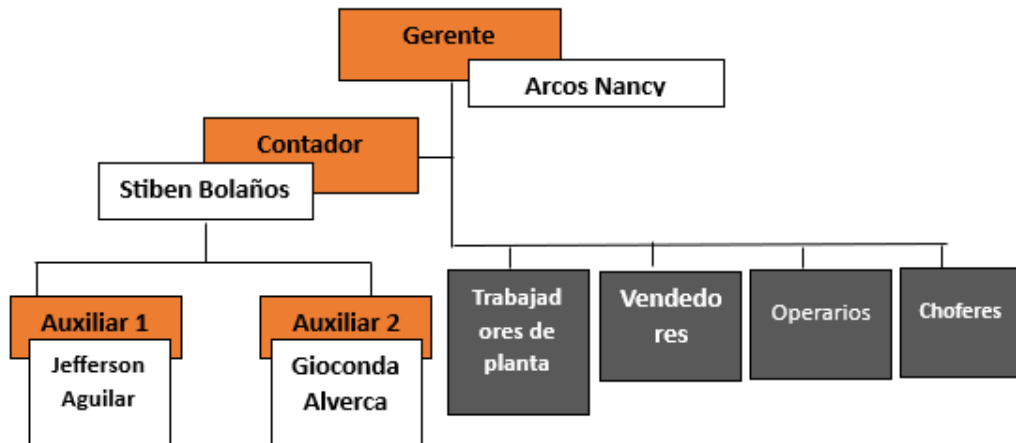 Gerente
Arcos Nancy
Contador
Stiben Bolaños
Auxiliar 1
Jefferson
Aguilar
Auxiliar 2
Gioconda
Alverca
Trabajad
ores de
planta
Vendedo
res
Operarios
Choferes